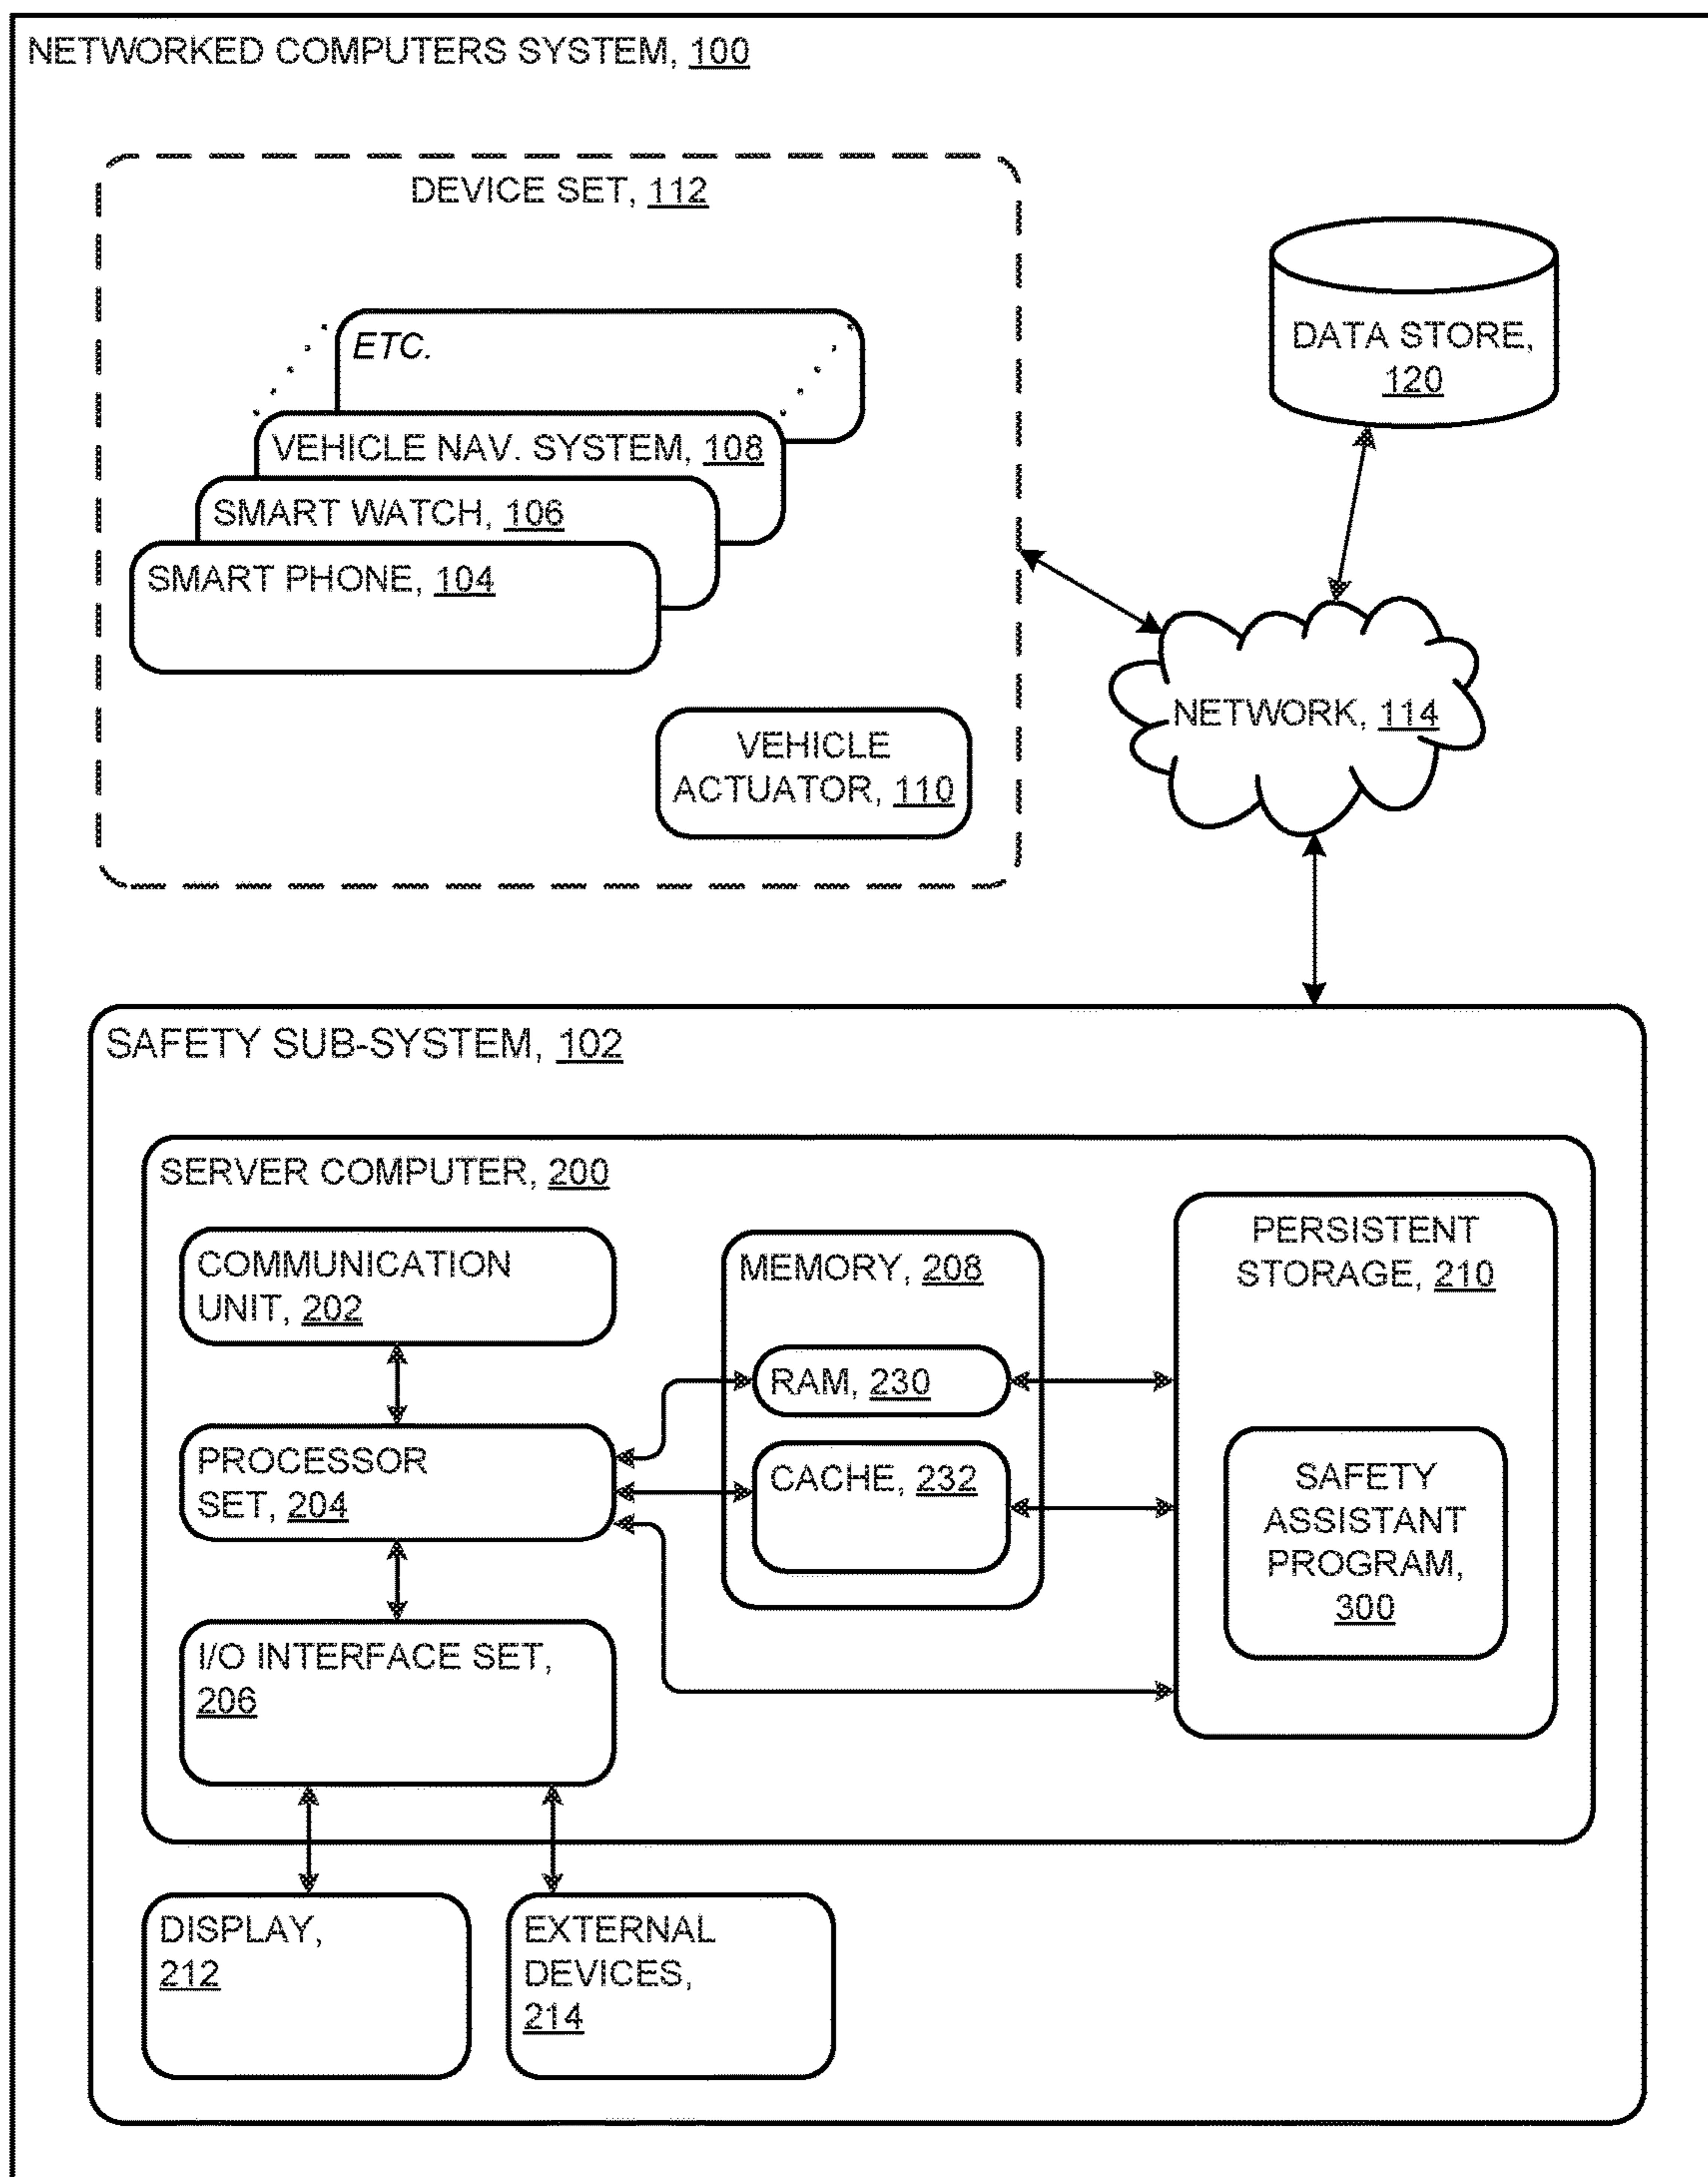 NETWORKED COMPUTERS SYSTEM, 100
DEVICE SET, 112
ETC.
VEHICLE NAV. SYSTEM, 108
SMART WATCH, 106
SMART PHONE, 104
VEHICLE
ACTUATOR, 110
DATA STORE,
120
NETWORK, 114
SAFETY SUB-SYSTEM, 102
SERVER COMPUTER, 200
COMMUNICATION
UNIT, 202
PROCESSOR
SET, 204
I/O INTERFACE SET,
206
MEMORY, 208
RAM, 230
CACHE, 232
PERSISTENT
STORAGE, 210
SAFETY
ASSISTANT
PROGRAM,
300
DISPLAY,
212
EXTERNAL
DEVICES,
214